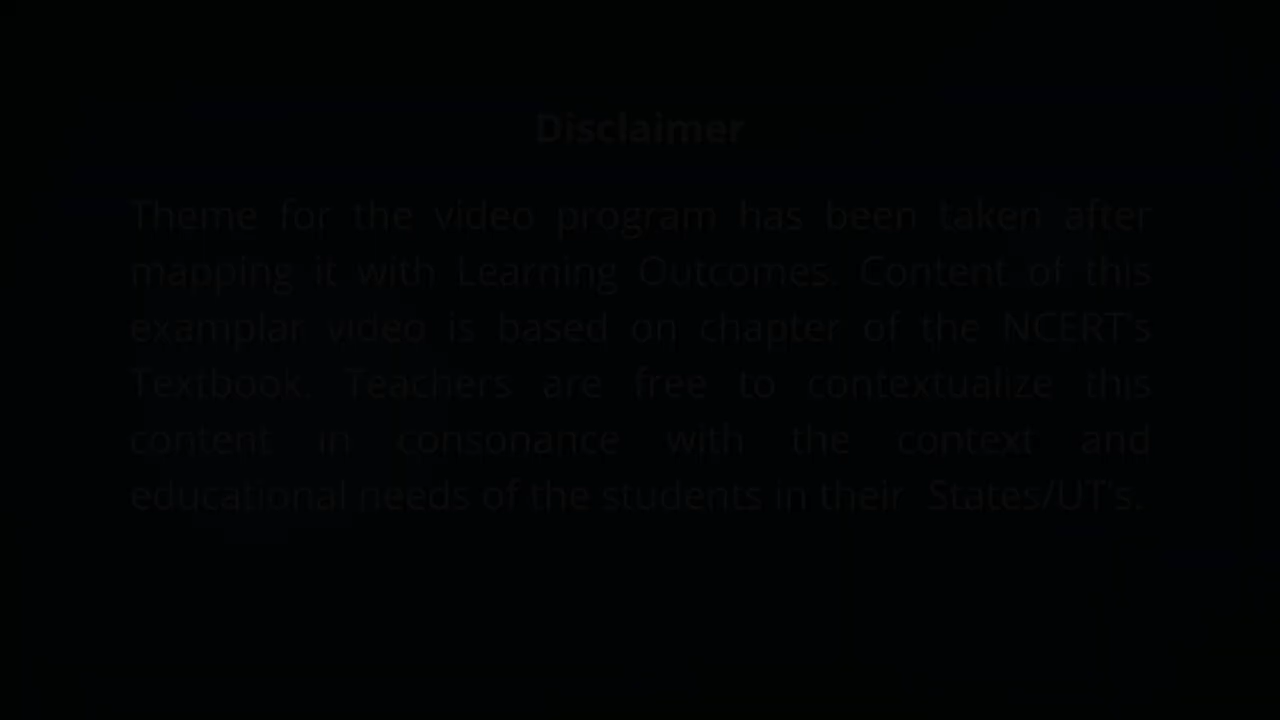 Disclaimer
Theme for the video program has been taken after
mapping it with Learning Outcomes. Content of this
examplar video is based on chapter of the NCERT's
Textbook. Teachers are free to contextualize this
content in consonance with the context and
educational needs of the students in their States/UT's.